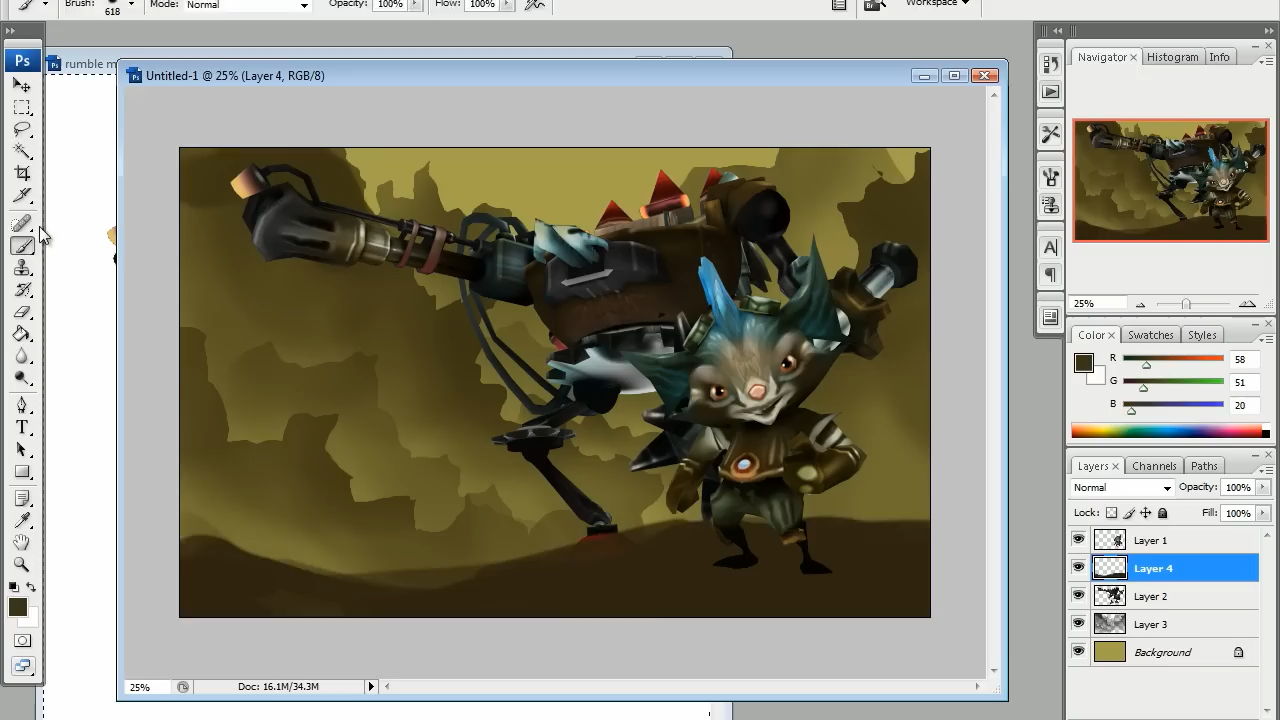 Brush: 618 Mode: Normal Opacity: 100% Flow: 100% Workspace
Ps
rumble m
Untitled-1 @ 25% (Layer 4, RGB/8)
Navigator Histogram Info
25%
Color Swatches Styles
R 58
G 51
B 20
Layers Channels Paths
Normal Opacity: 100%
Lock: Fill: 100%
Layer 1
Layer 4
Layer 2
Layer 3
Background
25% Doc: 16.1M/34.3M